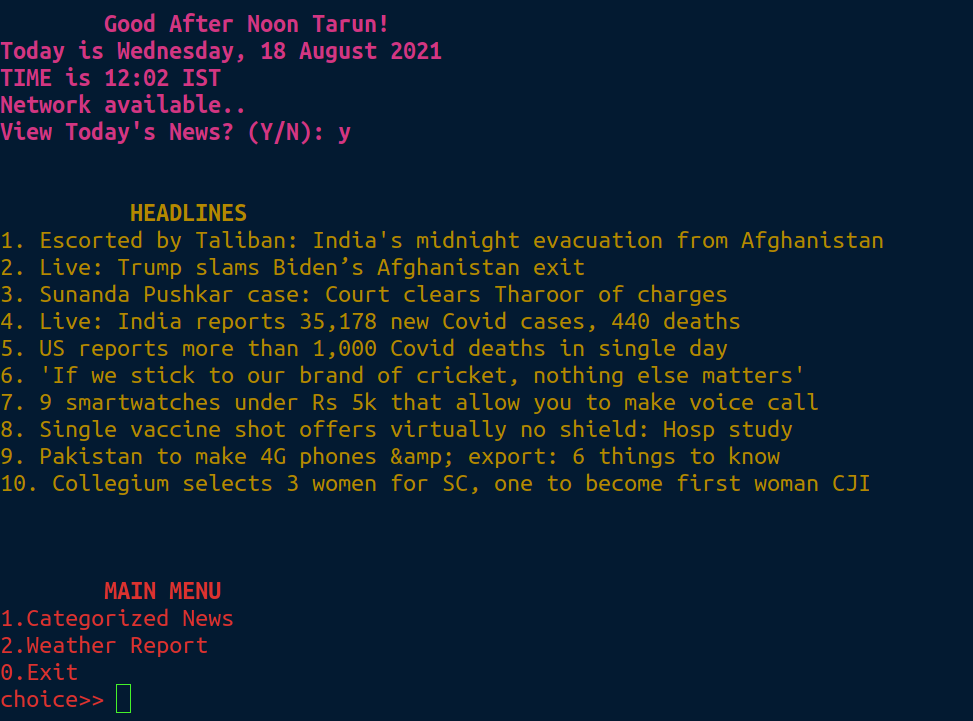 Good After Noon Tarun!
Today is Wednesday, 18 August 2021
TIME is 12:02 IST
Network available..
View Today's News? (Y/N): y
HEADLINES
1. Escorted by Taliban: India's midnight evacuation from Afghanistan
2. Live: Trump slams Biden’s Afghanistan exit
3. Sunanda Pushkar case: Court clears Tharoor of charges
4. Live: India reports 35,178 new Covid cases, 440 deaths
5. US reports more than 1,000 Covid deaths in single day
6. 'If we stick to our brand of cricket, nothing else matters'
7. 9 smartwatches under Rs 5k that allow you to make voice call
8. Single vaccine shot offers virtually no shield: Hosp study
9. Pakistan to make 4G phones &amp; export: 6 things to know
10. Collegium selects 3 women for SC, one to become first woman CJI
MAIN MENU
1.Categorized News
2.Weather Report
0.Exit
choice>>